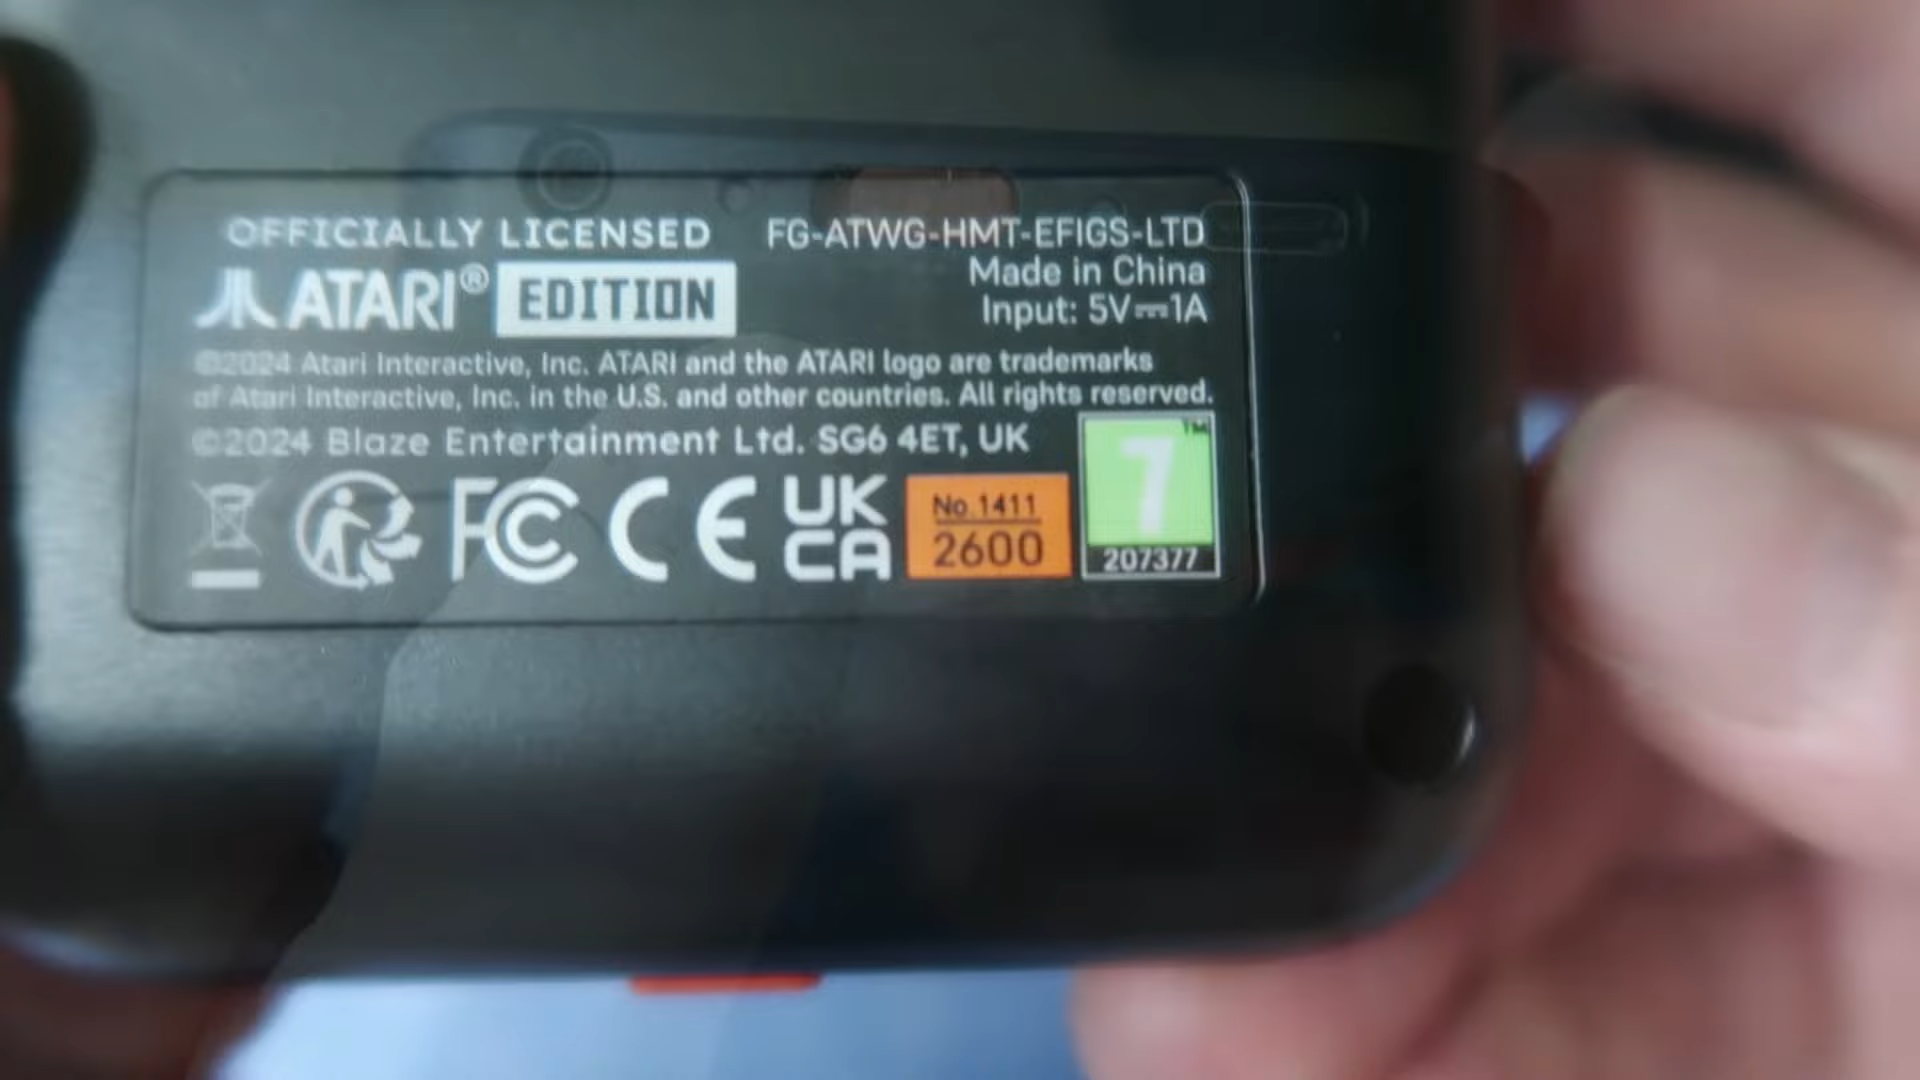 OFFICIALLY LICENSED
ATARI® EDITION
FG-ATWG-HMT-EFIGS-LTD
Made in China
Input: 5V⎓1A
©2024 Atari Interactive, Inc. ATARI and the ATARI logo are trademarks
of Atari Interactive, Inc. in the U.S. and other countries. All rights reserved.
©2024 Blaze Entertainment Ltd. SG6 4ET, UK
FC CE UK
CA
No.1411
2600
7™
207377